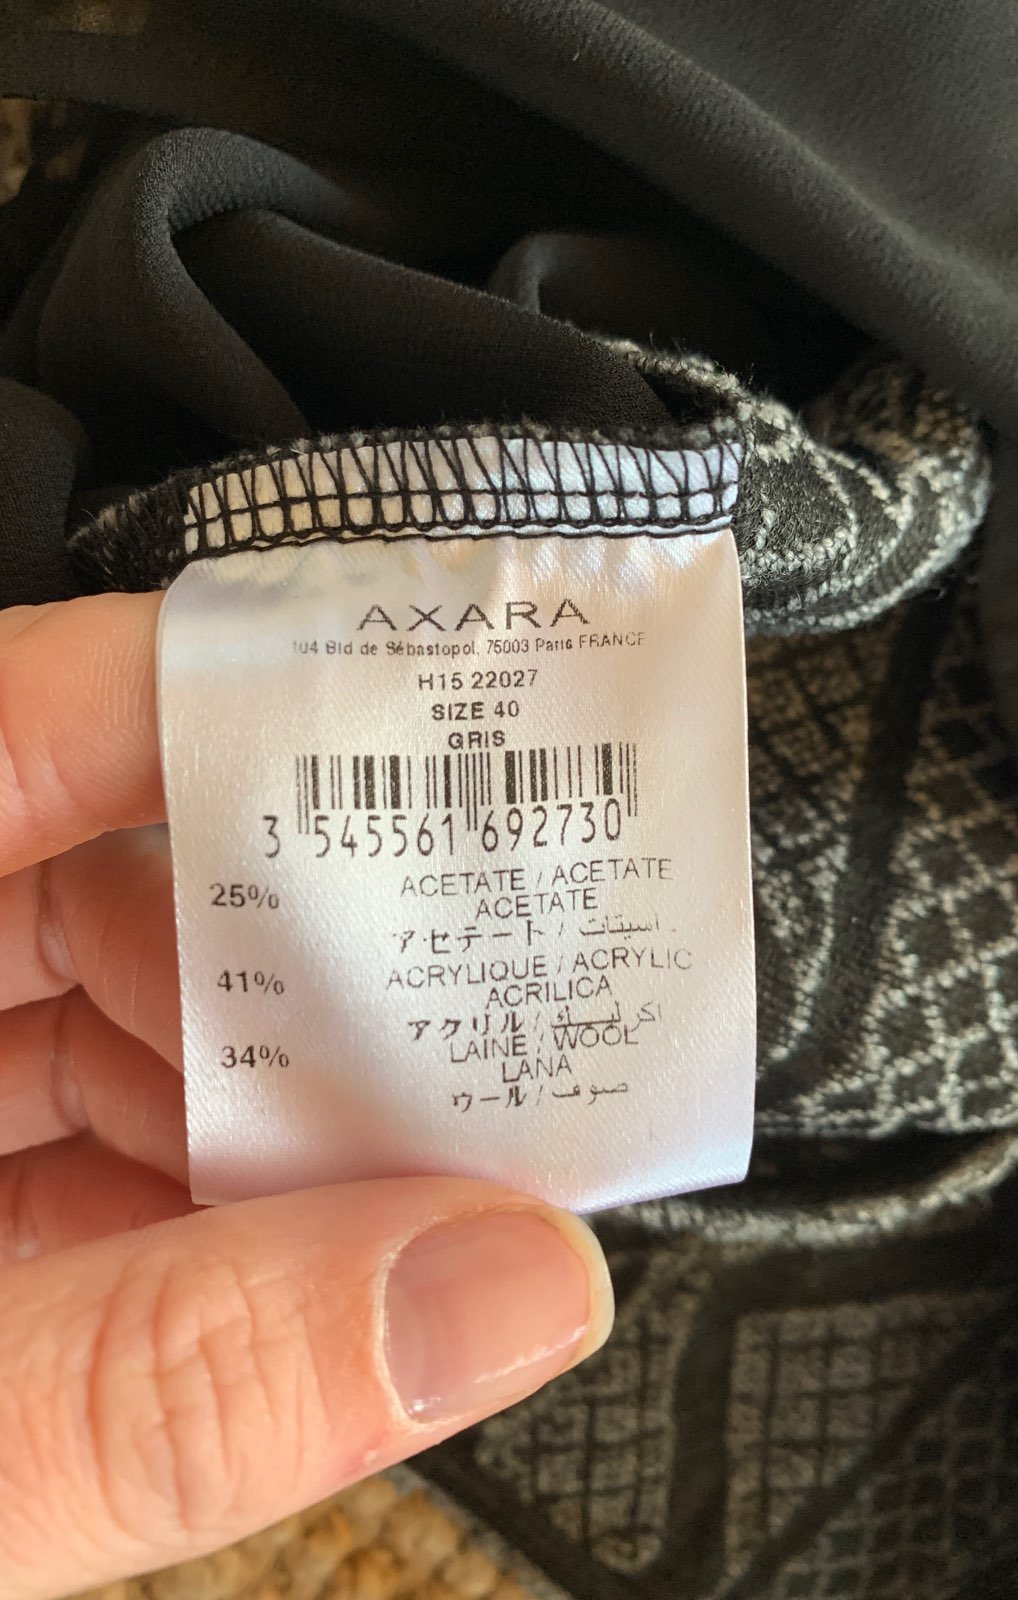 AXARA
104 Bld de Sébastopol, 75003 Paris FRANCE
H15 22027
SIZE 40
GRIS
3 545561 692730
25% ACETATE / ACETATE
ACETATE
アセテート / اسيتات
41% ACRYLIQUE / ACRYLIC
ACRILICA
アクリル / اكرليك
34% LAINE / WOOL
LANA
ウール / صوف